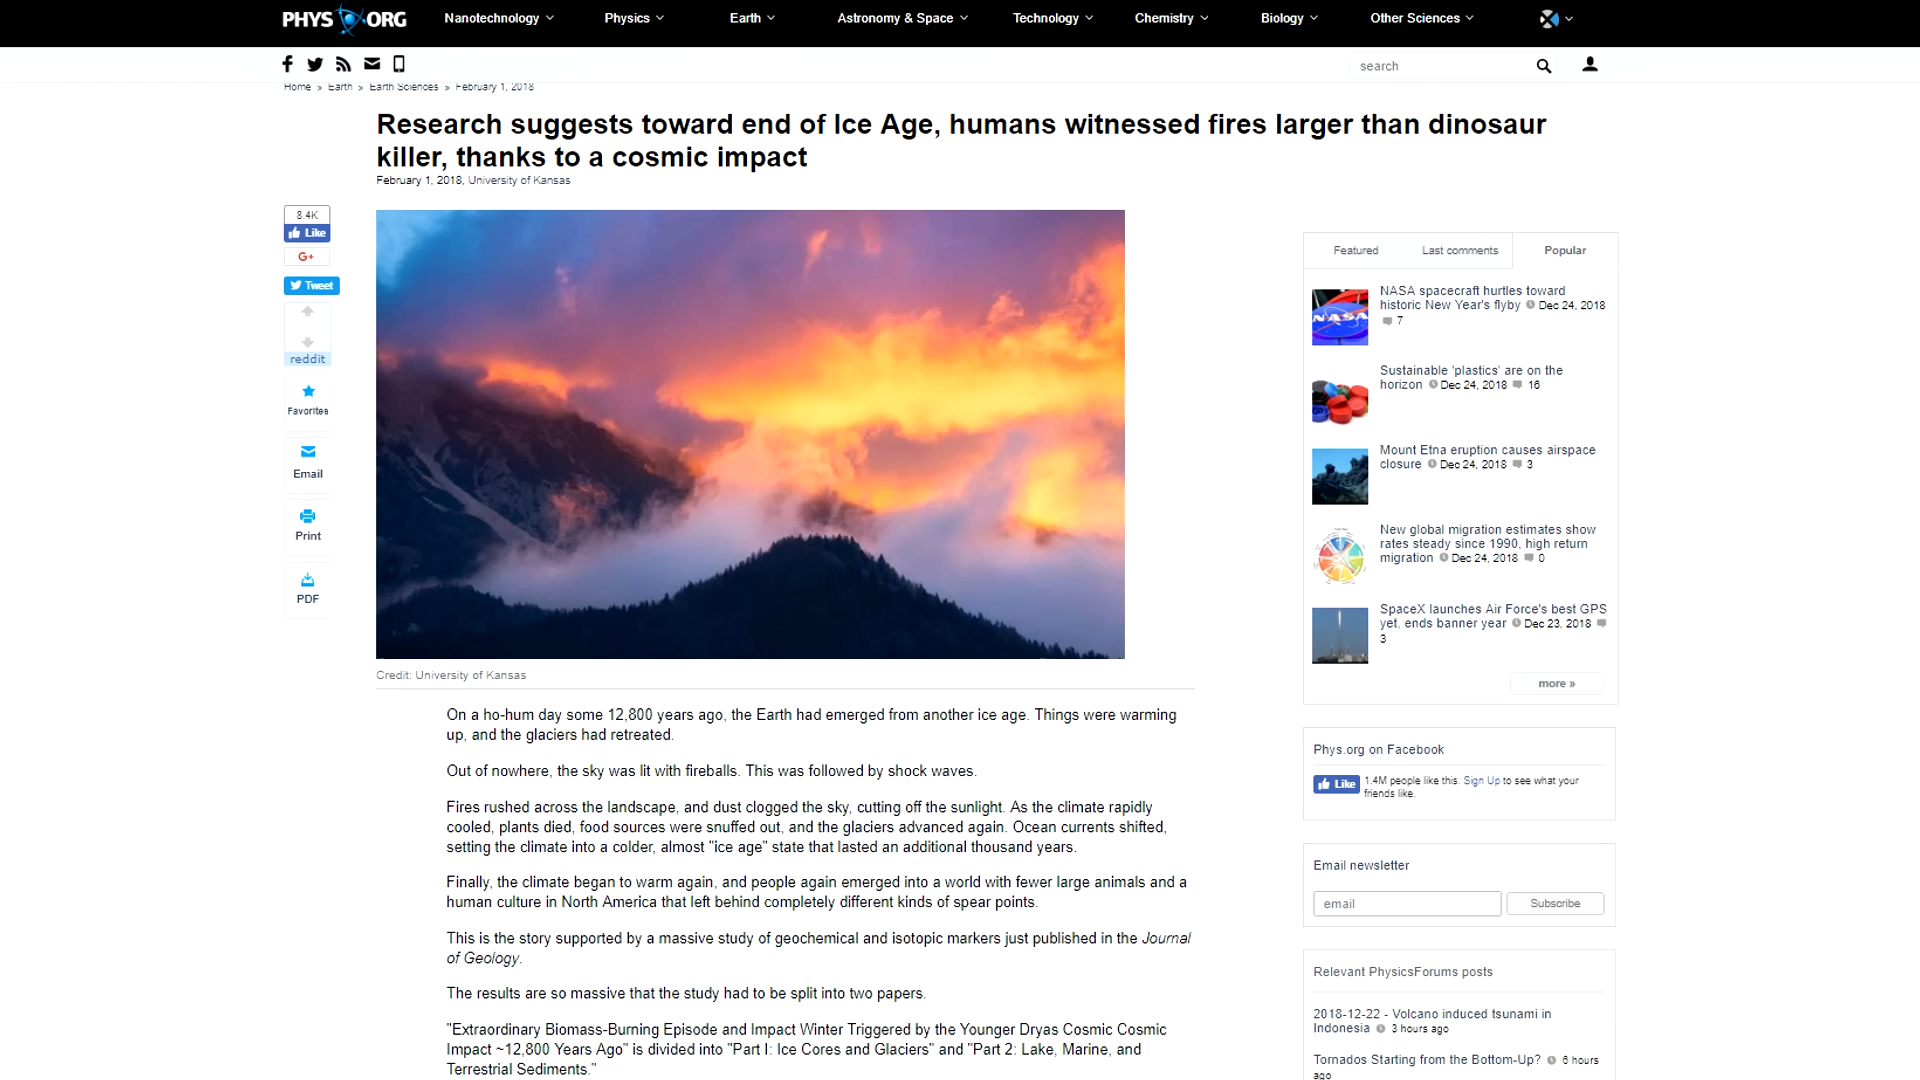 PHYS ORG
Nanotechnology
Physics
Earth
Astronomy & Space
Technology
Chemistry
Biology
Other Sciences
search
Home » Earth » Earth Sciences » February 1, 2018
Research suggests toward end of Ice Age, humans witnessed fires larger than dinosaur
killer, thanks to a cosmic impact
February 1, 2018, University of Kansas
8.4K
Like
G+
Tweet
reddit
Favorites
Email
Print
PDF
Credit: University of Kansas
On a ho-hum day some 12,800 years ago, the Earth had emerged from another ice age. Things were warming
up, and the glaciers had retreated.
Out of nowhere, the sky was lit with fireballs. This was followed by shock waves.
Fires rushed across the landscape, and dust clogged the sky, cutting off the sunlight. As the climate rapidly
cooled, plants died, food sources were snuffed out, and the glaciers advanced again. Ocean currents shifted,
setting the climate into a colder, almost "ice age" state that lasted an additional thousand years.
Finally, the climate began to warm again, and people again emerged into a world with fewer large animals and a
human culture in North America that left behind completely different kinds of spear points.
This is the story supported by a massive study of geochemical and isotopic markers just published in the Journal
of Geology.
The results are so massive that the study had to be split into two papers.
"Extraordinary Biomass-Burning Episode and Impact Winter Triggered by the Younger Dryas Cosmic Cosmic
Impact ~12,800 Years Ago" is divided into "Part I: Ice Cores and Glaciers" and "Part 2: Lake, Marine, and
Terrestrial Sediments."
Featured
Last comments
Popular
NASA
NASA spacecraft hurtles toward
historic New Year's flyby Dec 24, 2018
7
Sustainable 'plastics' are on the
horizon Dec 24, 2018 16
Mount Etna eruption causes airspace
closure Dec 24, 2018 3
New global migration estimates show
rates steady since 1990, high return
migration Dec 24, 2018 0
SpaceX launches Air Force's best GPS
yet, ends banner year Dec 23, 2018
3
more »
Phys.org on Facebook
Like 1.4M people like this. Sign Up to see what your
friends like.
Email newsletter
email
Subscribe
Relevant PhysicsForums posts
2018-12-22 - Volcano induced tsunami in
Indonesia 3 hours ago
Tornados Starting from the Bottom-Up? 6 hours
ago